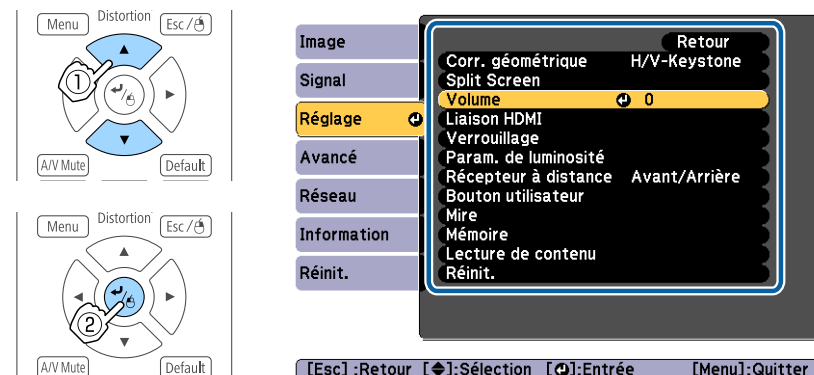 Menu Distortion Esc/
1
A/V Mute Default
Menu Distortion Esc/
2
A/V Mute Default
Image
Signal
Réglage
Avancé
Réseau
Information
Réinit.
Retour
Corr. géométrique H/V-Keystone
Split Screen
Volume 0
Liaison HDMI
Verrouillage
Param. de luminosité
Récepteur à distance Avant/Arrière
Bouton utilisateur
Mire
Mémoire
Lecture de contenu
Réinit.
[Esc] :Retour [◆]:Sélection [⏎]:Entrée [Menu]:Quitter